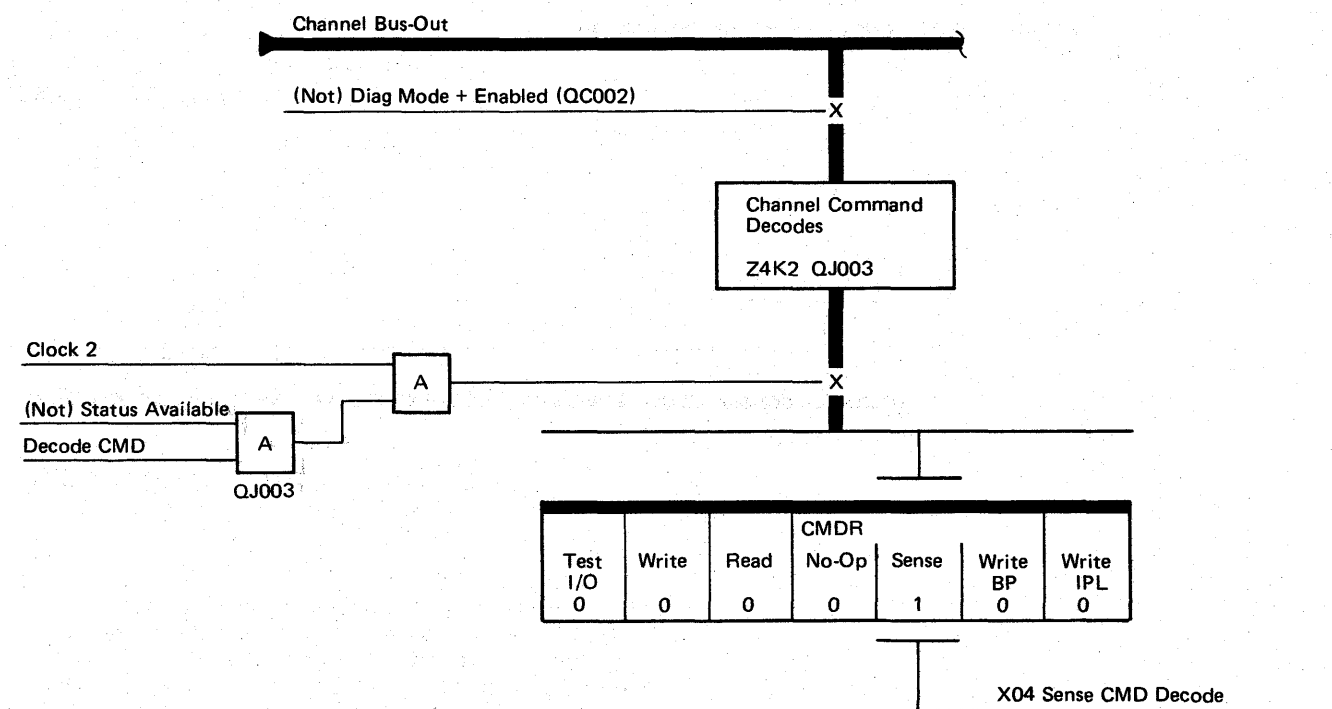 Channel Bus-Out
(Not) Diag Mode + Enabled (QC002)
X
Channel Command
Decodes
Z4K2 QJ003
Clock 2
A
X
(Not) Status Available
Decode CMD
A
QJ003
CMDR
Test Write Read No-Op Sense Write Write
I/O BP IPL
0 0 0 0 1 0 0
X04 Sense CMD Decode